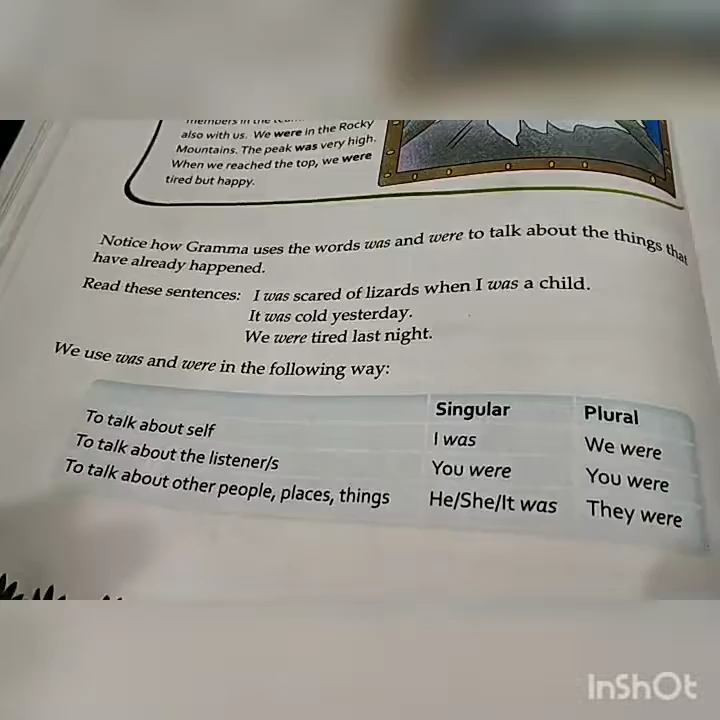 members in the
also with us. We were in the Rocky
Mountains. The peak was very high.
When we reached the top, we were
tired but happy.
Notice how Gramma uses the words was and were to talk about the things that
have already happened.
Read these sentences: I was scared of lizards when I was a child.
It was cold yesterday.
We were tired last night.
We use was and were in the following way:
Singular Plural
To talk about self I was We were
To talk about the listener/s You were You were
To talk about other people, places, things He/She/It was They were
InShOt